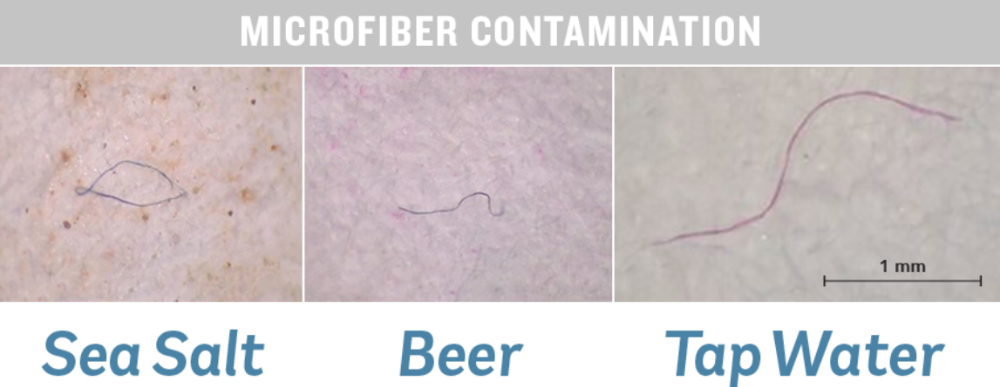 MICROFIBER CONTAMINATION
1 mm
Sea Salt Beer Tap Water